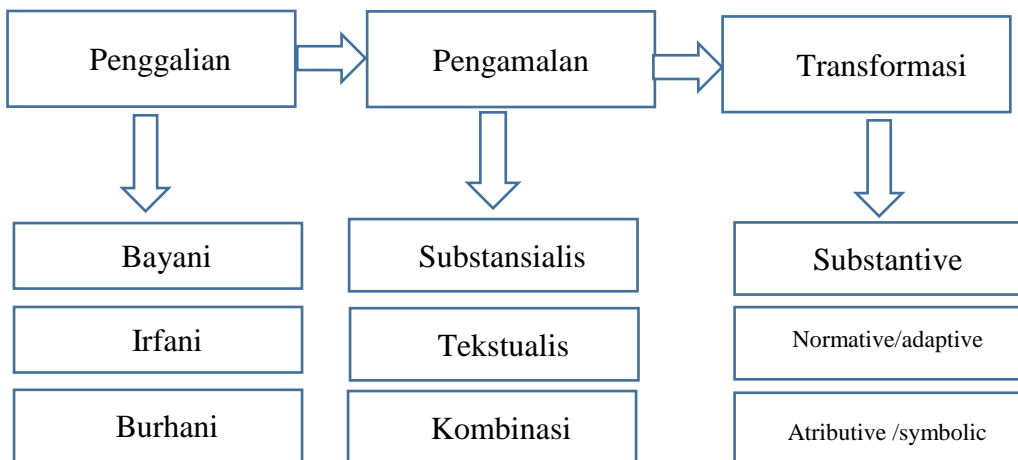 Penggalian
Pengamalan
Transformasi
Bayani
Substansialis
Substantive
Irfani
Tekstualis
Normative/adaptive
Burhani
Kombinasi
Atributive /symbolic